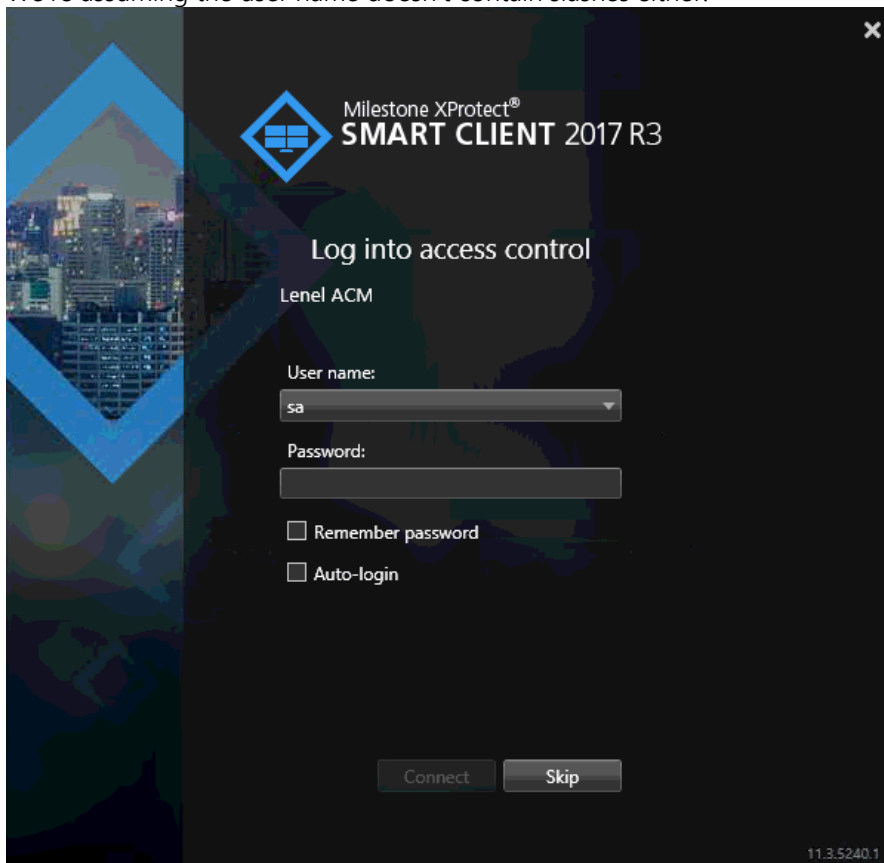 We're assuming the user name doesn't contain slashes either.
Milestone XProtect®
SMART CLIENT 2017 R3
Log into access control
Lenel ACM
User name:
sa
Password:
Remember password
Auto-login
Connect
Skip
11.3.5240.1